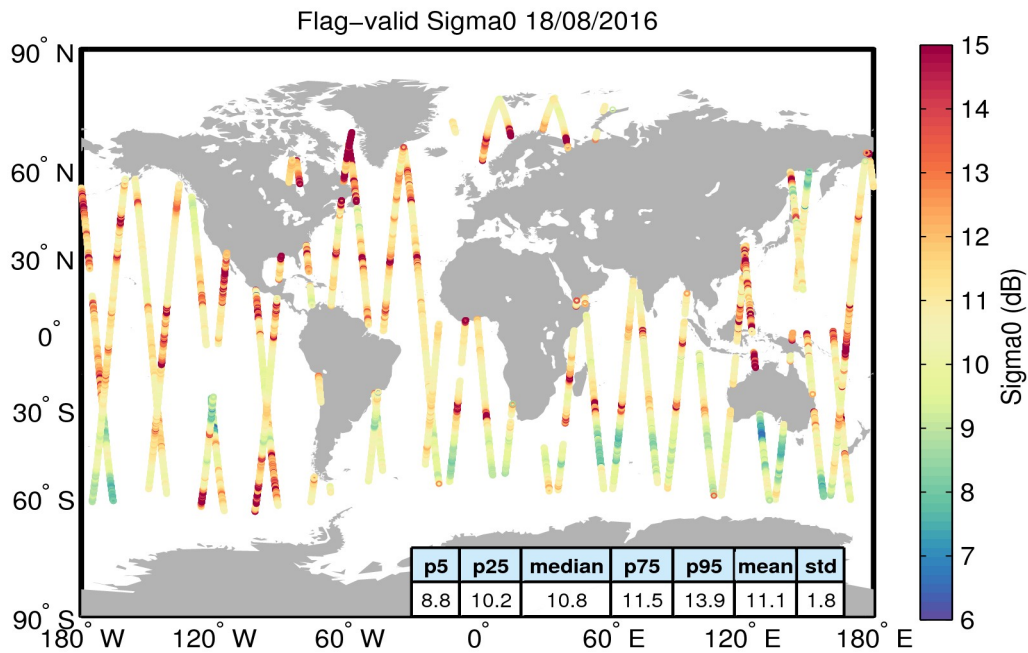 Flag−valid Sigma0 18/08/2016
90° N
60° N
30° N
0°
30° S
60° S
90° S
180° W
120° W
60° W
0°
60° E
120° E
180° E
p5 p25 median p75 p95 mean std
8.8 10.2 10.8 11.5 13.9 11.1 1.8
15
14
13
12
11
10
9
8
7
6
Sigma0 (dB)